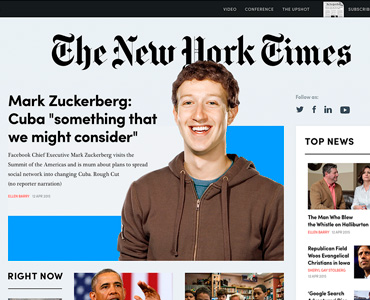 VIDEO CONFERENCE THE UPSHOT SUBSCRIB
The New York Times
Mark Zuckerberg:
Cuba "something that
we might consider"
Facebook Chief Executive Mark Zuckerberg visits the
Summit of the Americas and is mum about plans to spread
social network into changing Cuba. Rough Cut
(no reporter narration)
ELLEN BARRY 12 APR 2015
Follow us:
TOP NEWS
The Man Who Blew
the Whistle on Halliburton
ELLEN BARRY 12 APR 2015
Republican Field
Woos Evangelical
Christians in Iowa
SHERYL GAY STOLBERG
12 APR 2015
'Google Search
RIGHT NOW